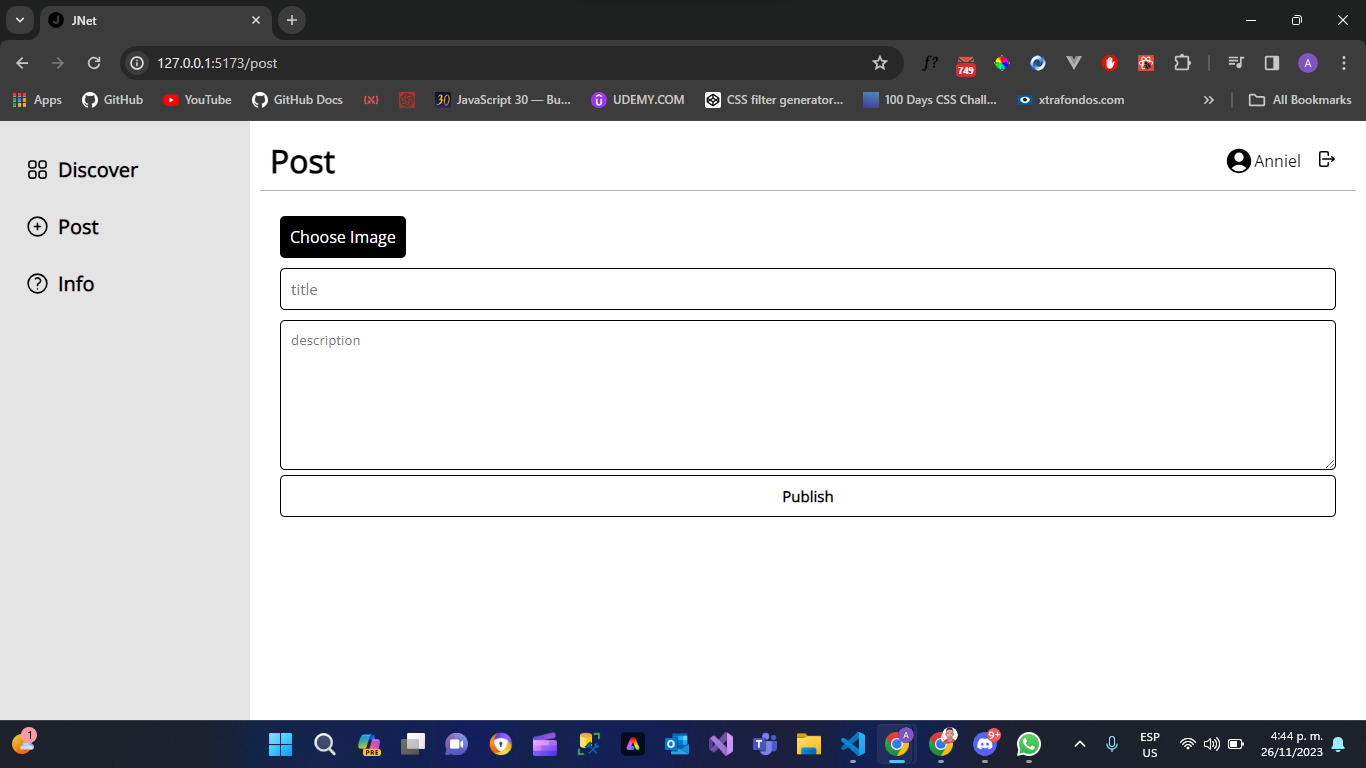 JNet
127.0.0.1:5173/post
f?
749
A
Apps
GitHub
YouTube
GitHub Docs
30 JavaScript 30 — Bu...
UDEMY.COM
CSS filter generator...
100 Days CSS Chall...
xtrafondos.com
All Bookmarks
Discover
Post
Info
Post
Anniel
Choose Image
title
description
Publish
1
PRE
A
9+
ESP
US
4:44 p. m.
26/11/2023